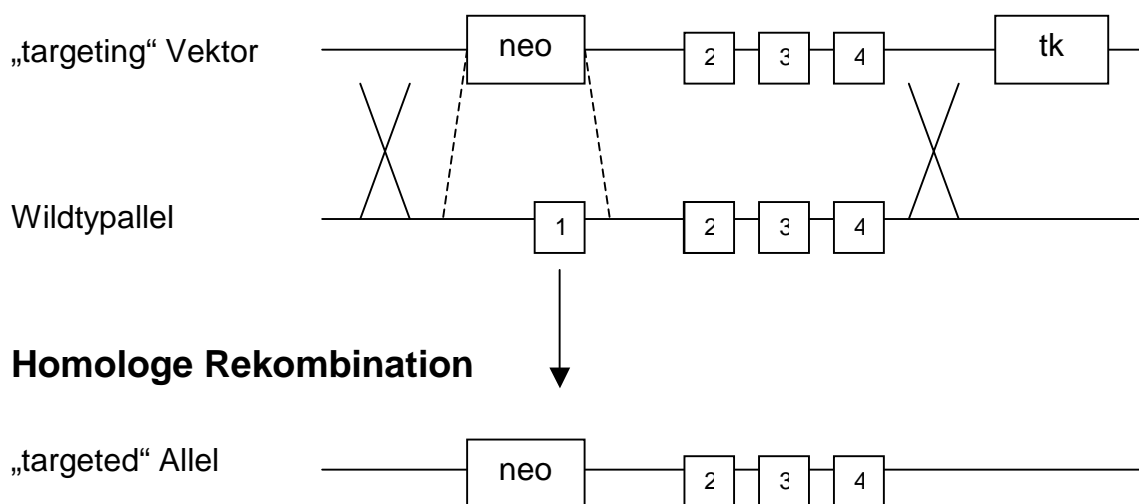 „targeting“ Vektor neo 2 3 4 tk
Wildtypallel 1 2 3 4
Homologe Rekombination
„targeted“ Allel neo 2 3 4